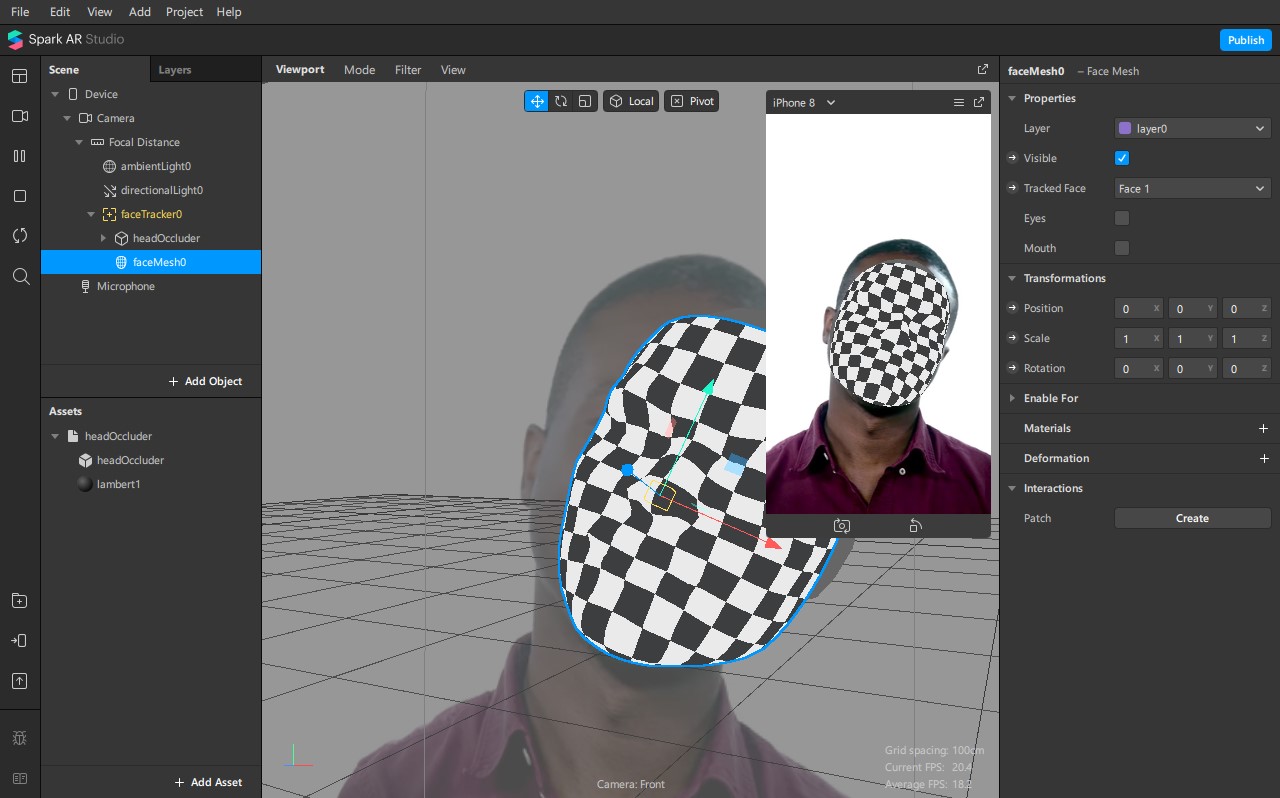 File Edit View Add Project Help
Spark AR Studio
Publish
Scene Layers
Device
Camera
Focal Distance
ambientLight0
directionalLight0
faceTracker0
headOccluder
faceMesh0
Microphone
+ Add Object
Assets
headOccluder
headOccluder
lambert1
+ Add Asset
Viewport Mode Filter View
Local Pivot
iPhone 8
Camera: Front
Grid spacing: 100cm
Current FPS: 20.4
Average FPS: 18.2
faceMesh0 – Face Mesh
Properties
Layer layer0
Visible
Tracked Face Face 1
Eyes
Mouth
Transformations
Position 0 X 0 Y 0 Z
Scale 1 X 1 Y 1 Z
Rotation 0 X 0 Y 0 Z
Enable For
Materials +
Deformation +
Interactions
Patch Create